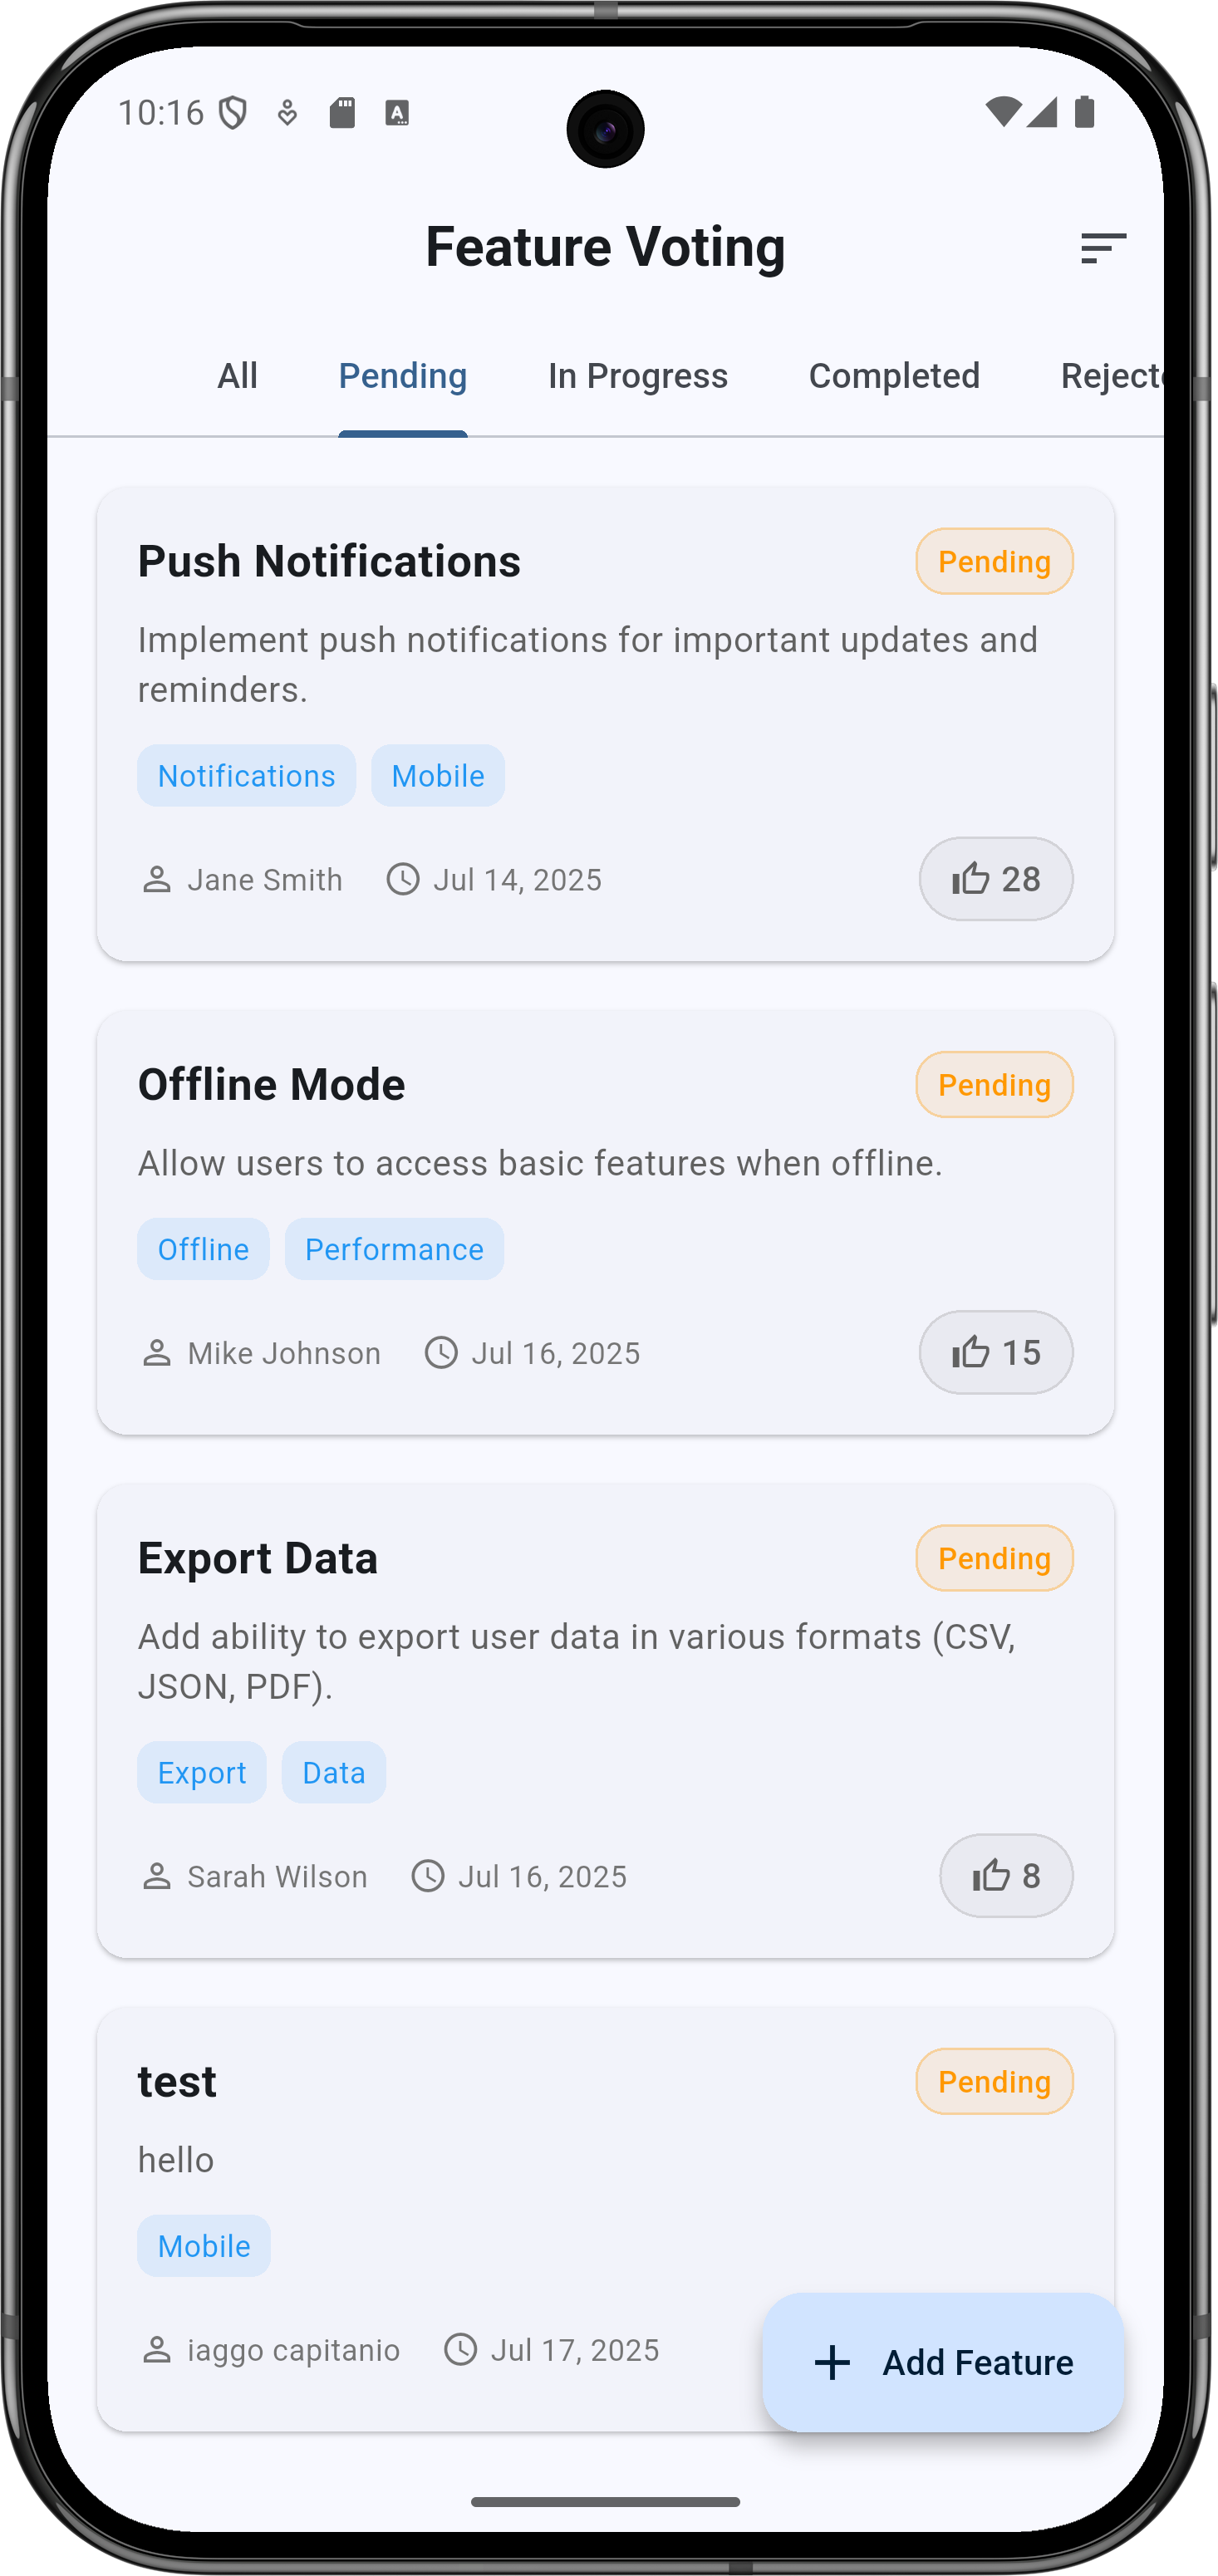 10:16
Feature Voting
All Pending In Progress Completed Reject
Push Notifications Pending
Implement push notifications for important updates and
reminders.
Notifications Mobile
Jane Smith Jul 14, 2025 28
Offline Mode Pending
Allow users to access basic features when offline.
Offline Performance
Mike Johnson Jul 16, 2025 15
Export Data Pending
Add ability to export user data in various formats (CSV,
JSON, PDF).
Export Data
Sarah Wilson Jul 16, 2025 8
test Pending
hello
Mobile
iaggo capitanio Jul 17, 2025
Add Feature